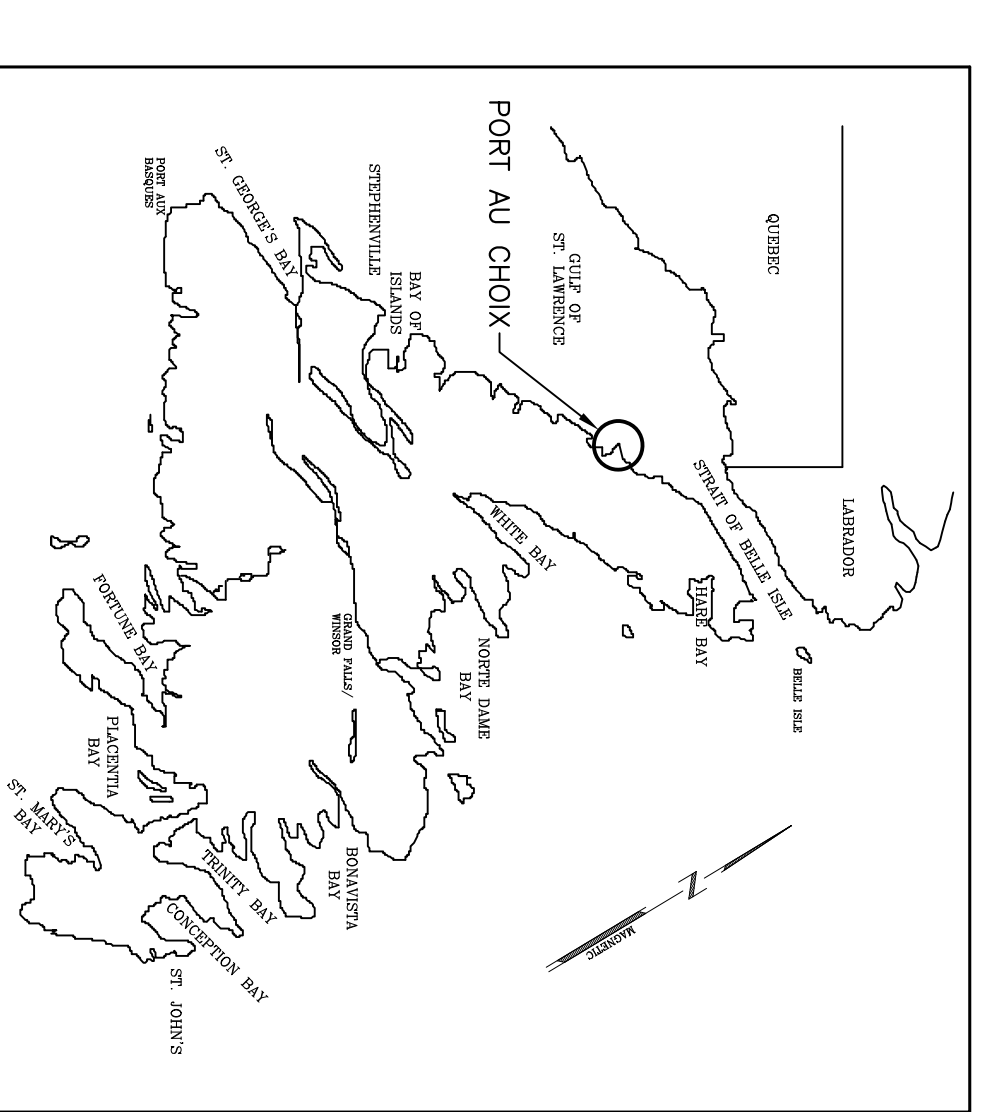 QUEBEC
LABRADOR
BELLE ISLE
STRAIT OF BELLE ISLE
GULF OF
ST. LAWRENCE
PORT AU CHOIX
HARE BAY
WHITE BAY
BAY OF
ISLANDS
STEPHENVILLE
NORTE DAME
BAY
ST. GEORGE'S BAY
GRAND FALLS/
WINSOR
BONAVISTA
BAY
PORT AUX
BASQUES
TRINITY BAY
CONCEPTION BAY
ST. JOHN'S
FORTUNE BAY
PLACENTIA
BAY
ST. MARY'S
BAY
N
MAGNETIC